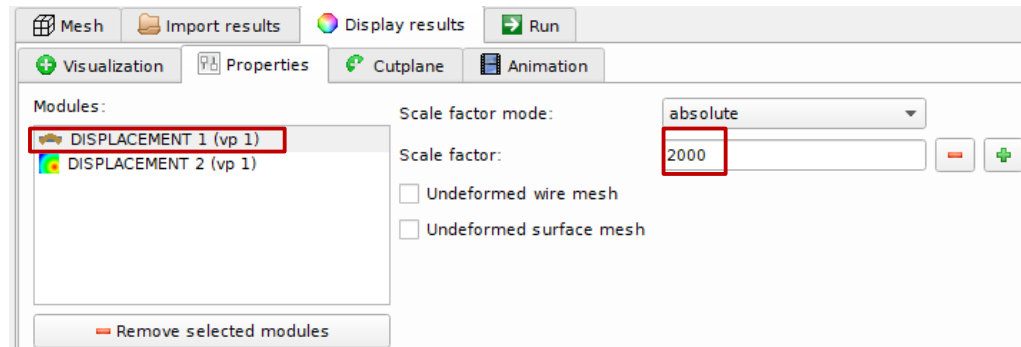 Mesh Import results Display results Run
Visualization Properties Cutplane Animation
Modules:
DISPLACEMENT 1 (vp 1)
DISPLACEMENT 2 (vp 1)
Remove selected modules
Scale factor mode: absolute
Scale factor: 2000
Undeformed wire mesh
Undeformed surface mesh